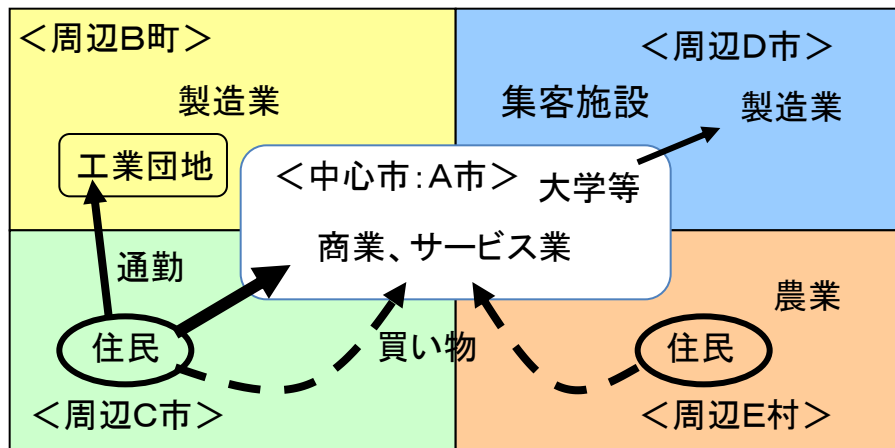 ＜周辺B町＞
製造業
工業団地
＜周辺D市＞
集客施設
製造業
＜中心市：A市＞
大学等
商業、サービス業
通勤
住民
＜周辺C市＞
買い物
農業
住民
＜周辺E村＞